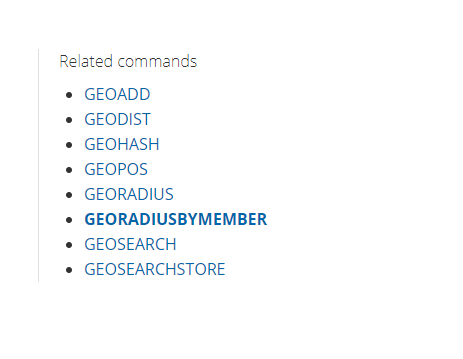 Related commands
GEOADD
GEODIST
GEOHASH
GEOPOS
GEORADIUS
GEORADIUSBYMEMBER
GEOSEARCH
GEOSEARCHSTORE